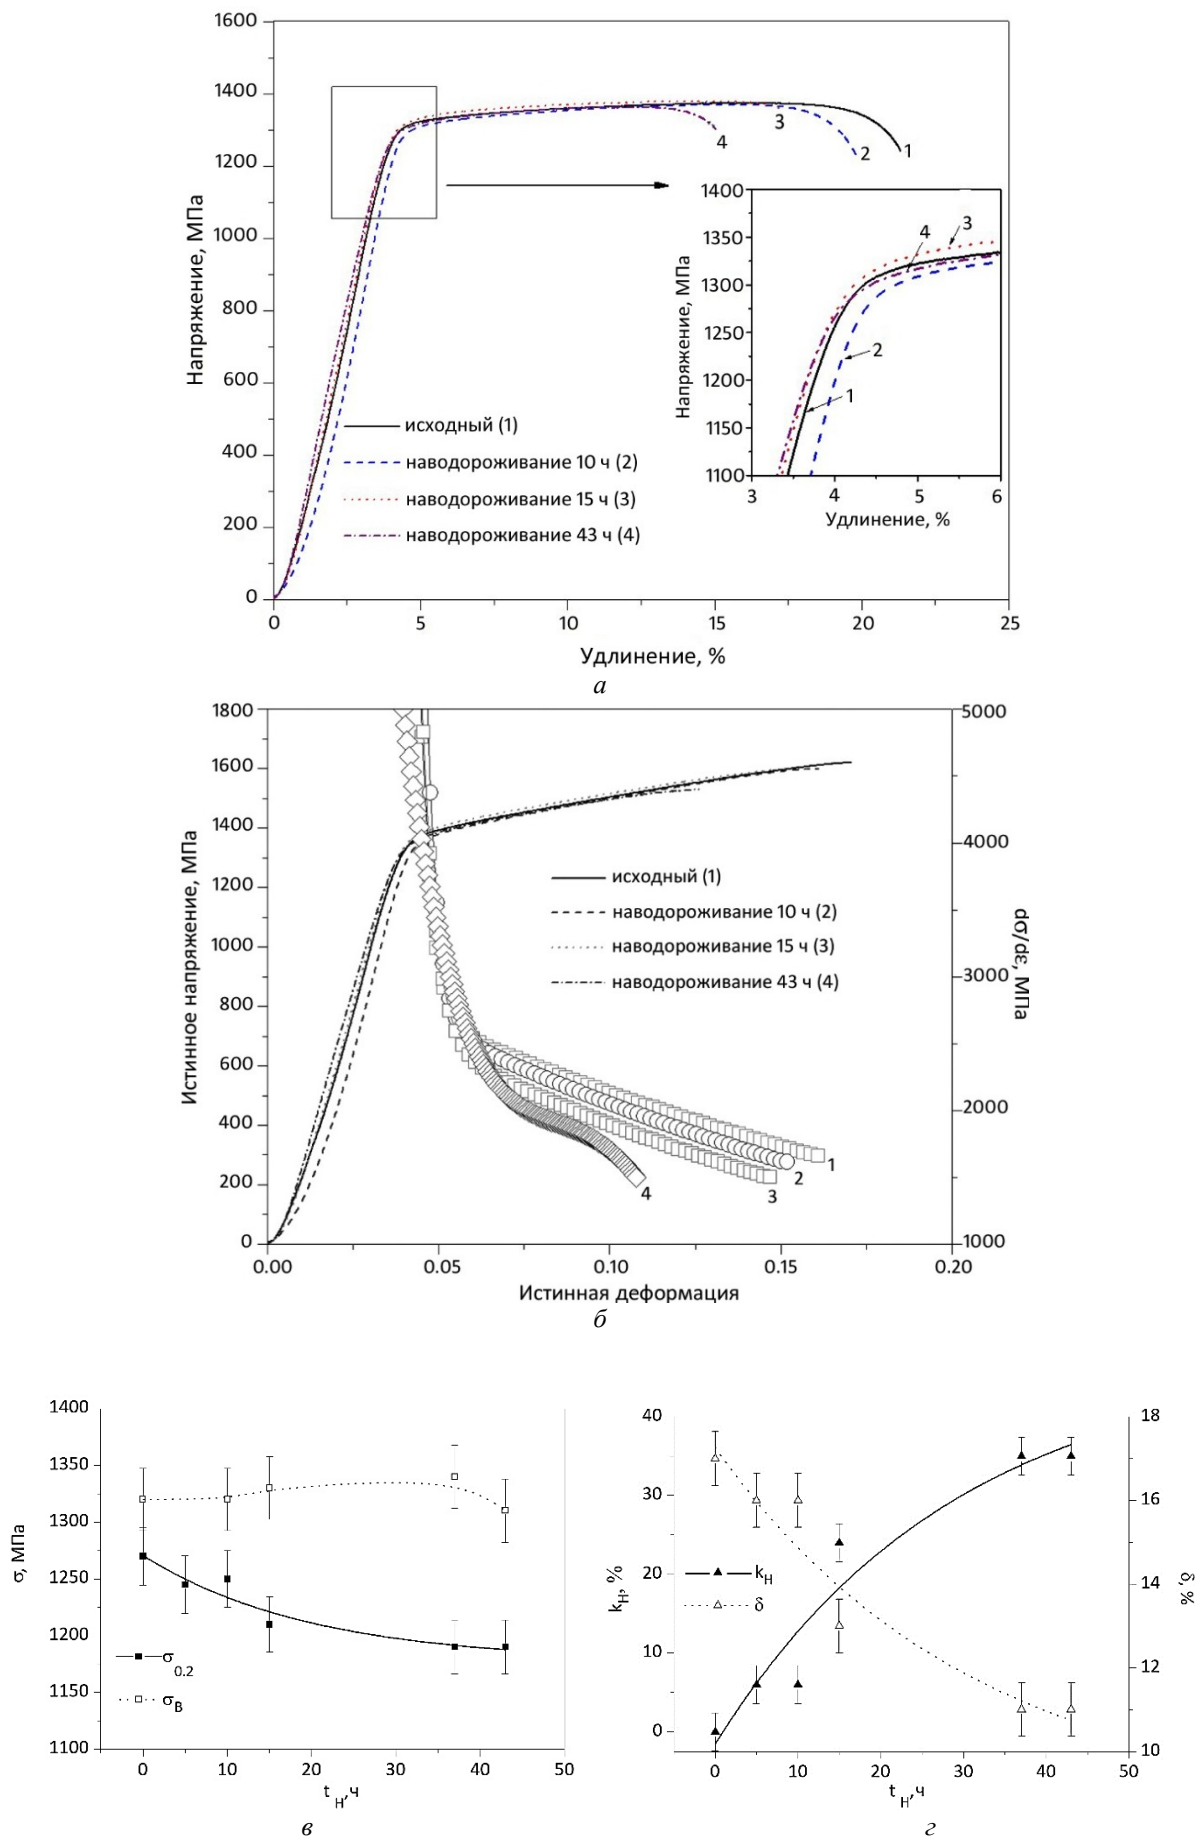 1600
1400
1200
1000
800
600
400
200
0
Напряжение, МПа
0 5 10 15 20 25
Удлинение, %
4 3 2 1
исходный (1)
наводороживание 10 ч (2)
наводороживание 15 ч (3)
наводороживание 43 ч (4)
1400
1350
1300
1250
1200
1150
1100
Напряжение, МПа
4 3
2
1
3 4 5 6
Удлинение, %
а
1800
1600
1400
1200
1000
800
600
400
200
0
Истинное напряжение, МПа
5000
4000
3000
2000
1000
dσ/dε, МПа
исходный (1)
наводороживание 10 ч (2)
наводороживание 15 ч (3)
наводороживание 43 ч (4)
4 3 2 1
0.00 0.05 0.10 0.15 0.20
Истинная деформация
б
1400
1350
1300
1250
1200
1150
1100
σ, МПа
σ0.2
σВ
0 10 20 30 40 50
tН,ч
в
40
30
20
10
0
kН, %
kН
δ
18
16
14
12
10
δ, %
0 10 20 30 40 50
tН,ч
г